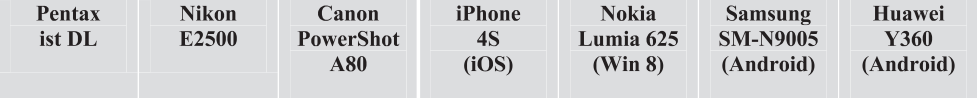 Pentax Nikon Canon iPhone Nokia Samsung Huawei
ist DL E2500 PowerShot 4S Lumia 625 SM-N9005 Y360
A80 (iOS) (Win 8) (Android) (Android)